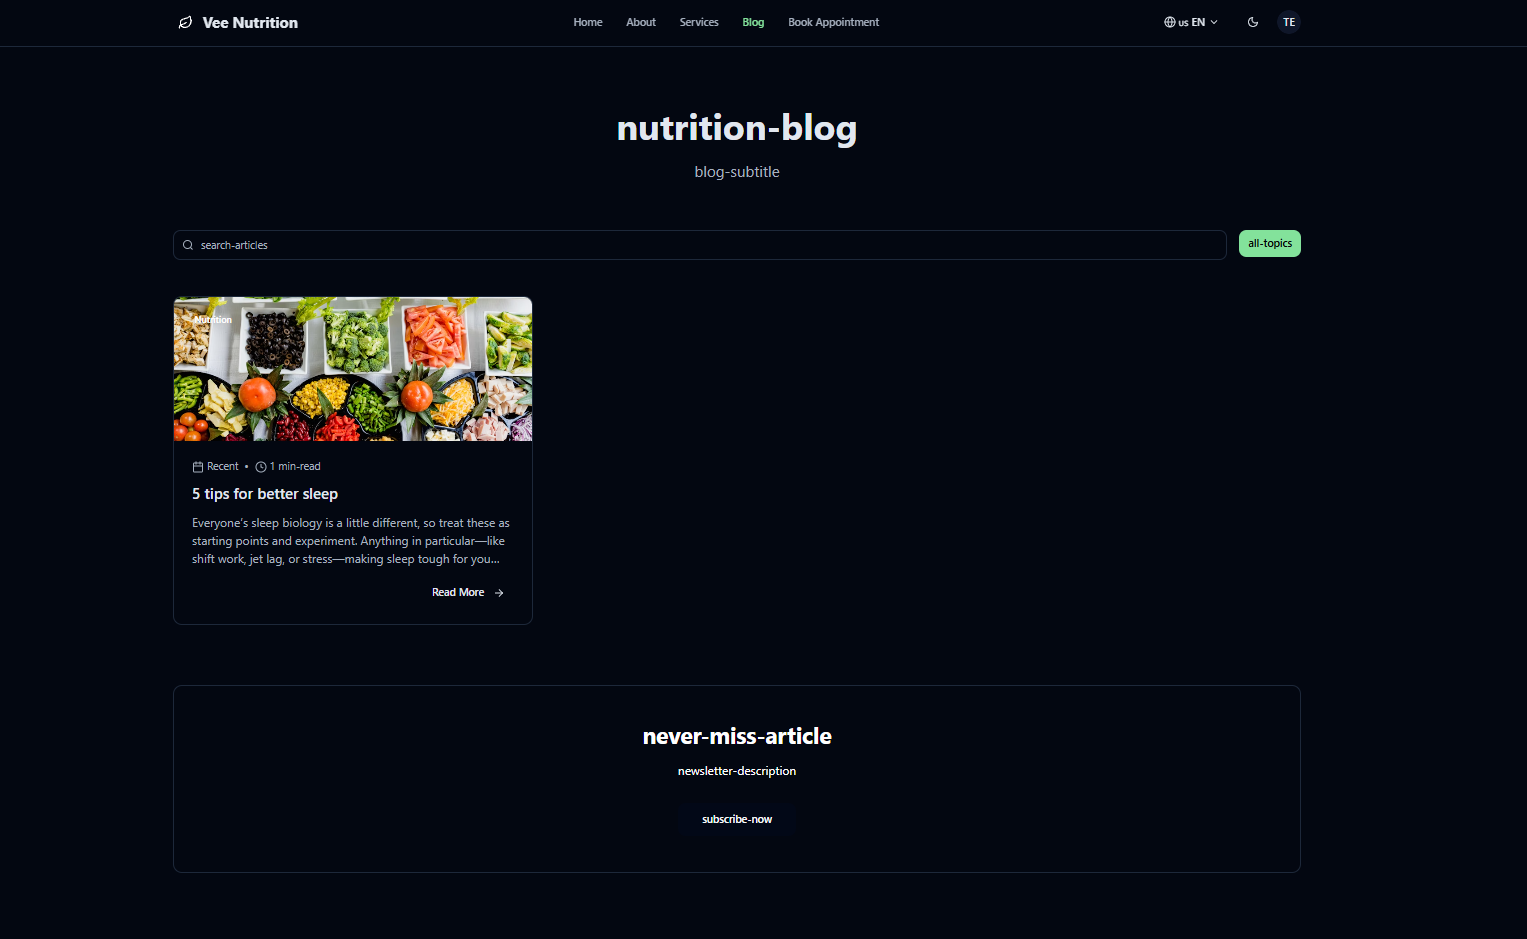 Vee Nutrition
Home
About
Services
Blog
Book Appointment
us EN
TE
nutrition-blog
blog-subtitle
search-articles
all-topics
Nutrition
Recent • 1 min-read
5 tips for better sleep
Everyone's sleep biology is a little different, so treat these as
starting points and experiment. Anything in particular—like
shift work, jet lag, or stress—making sleep tough for you...
Read More
never-miss-article
newsletter-description
subscribe-now